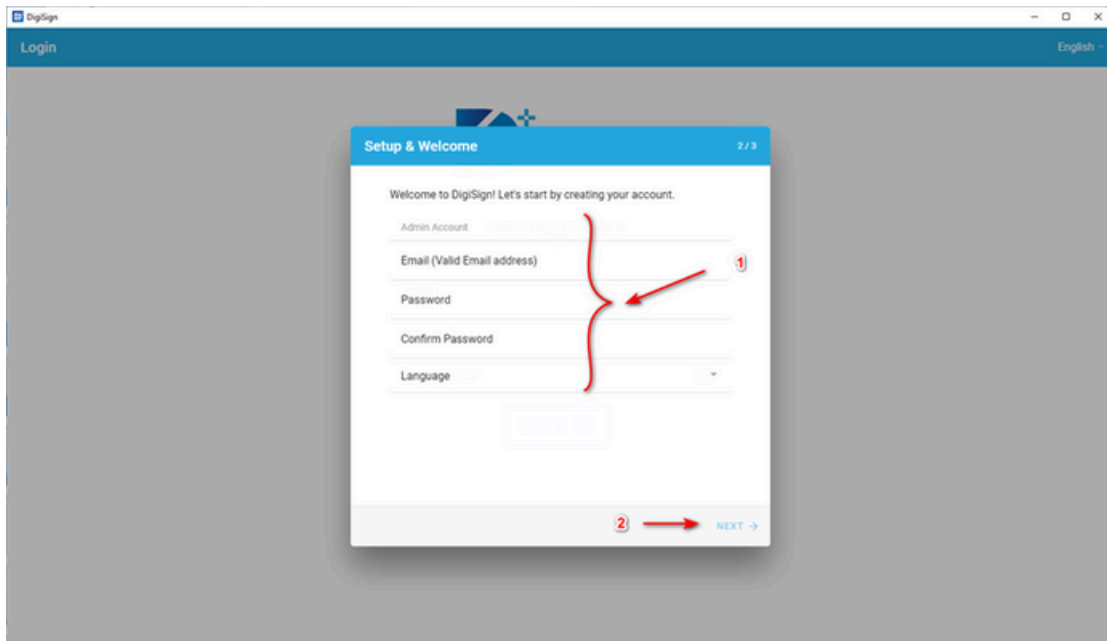 DigiSign
Login
English
Setup & Welcome
2 / 3
Welcome to DigiSign! Let's start by creating your account.
Admin Account
Email (Valid Email address)
1
Password
Confirm Password
Language
2
NEXT →